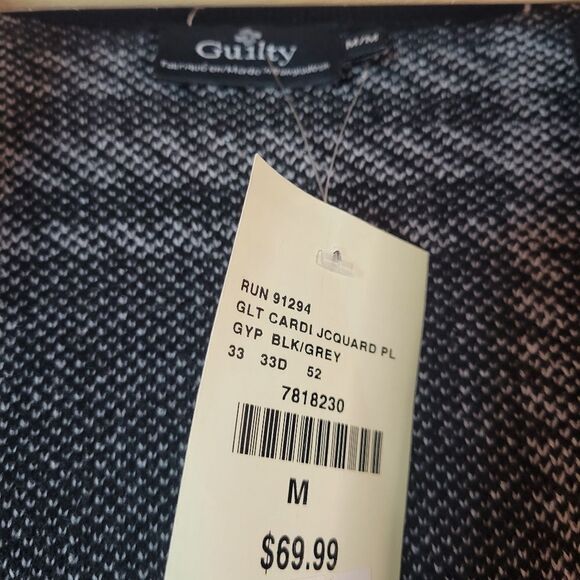 Guilty
M/M
RUN 91294
GLT CARDI JCQUARD PL
GYP BLK/GREY
33 33D 52
7818230
M
$69.99